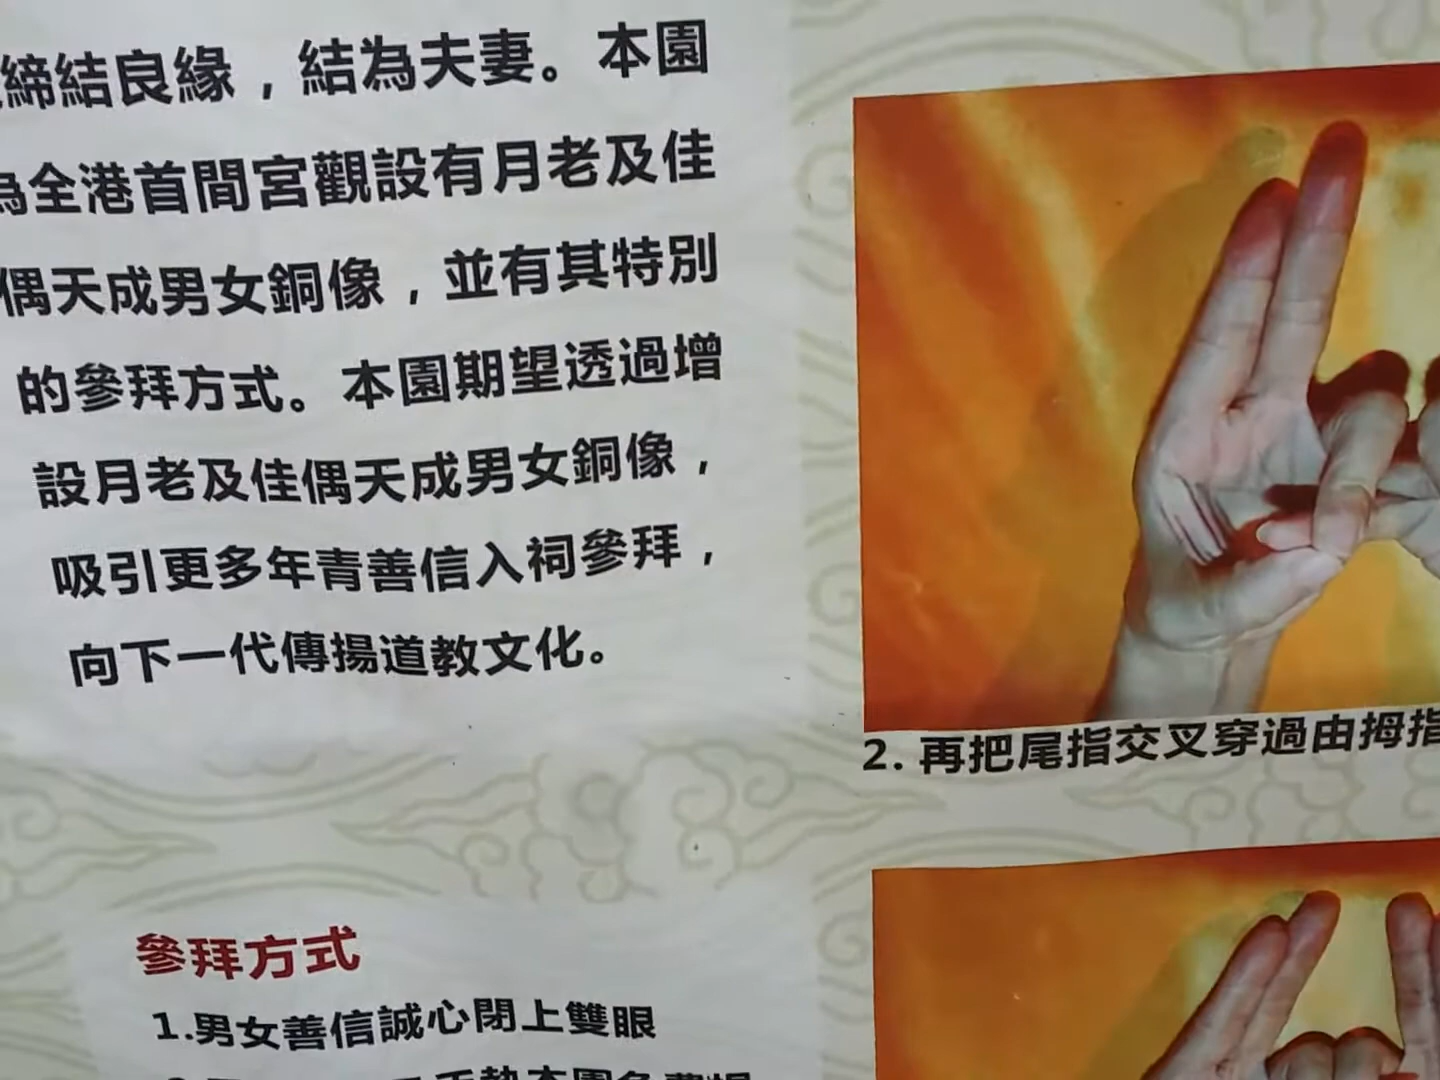 締結良緣，結為夫妻。本園
為全港首間宮觀設有月老及佳
偶天成男女銅像，並有其特別
的參拜方式。本園期望透過增
設月老及佳偶天成男女銅像，
吸引更多年青善信入祠參拜，
向下一代傳揚道教文化。
2. 再把尾指交叉穿過由拇指
參拜方式
1.男女善信誠心閉上雙眼